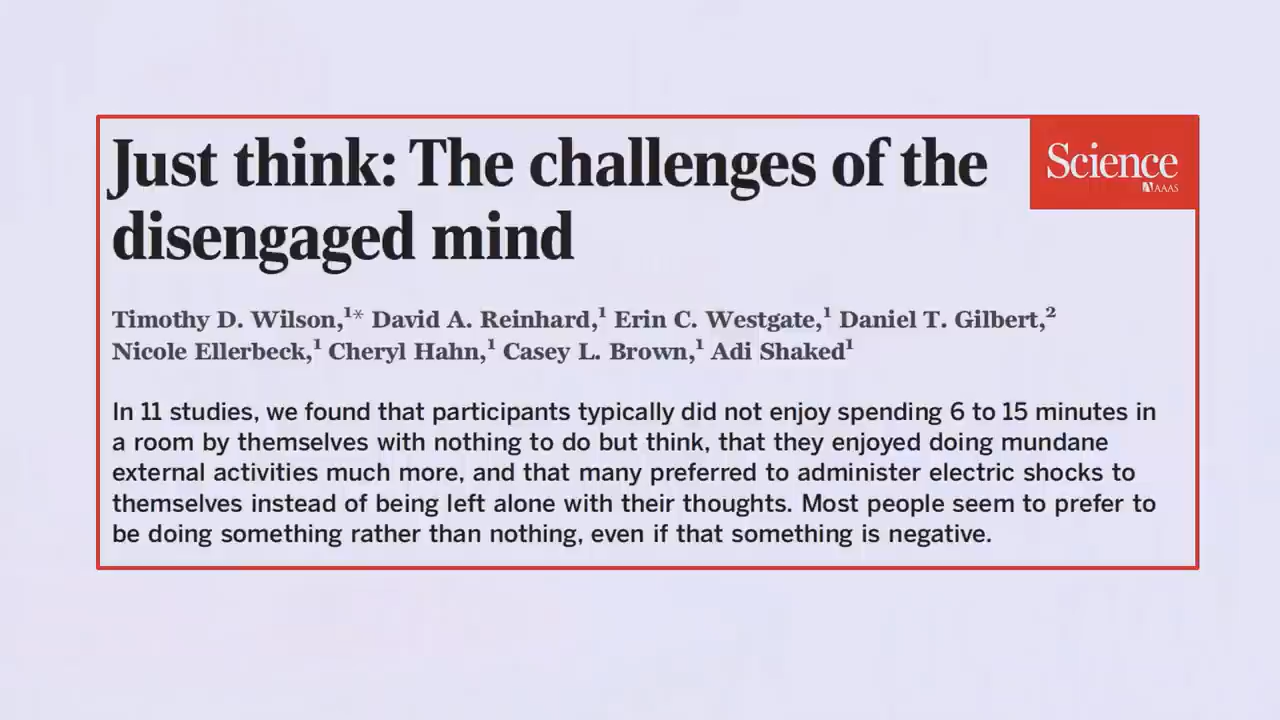 Just think: The challenges of the
disengaged mind
Science
AAAS
Timothy D. Wilson,¹* David A. Reinhard,¹ Erin C. Westgate,¹ Daniel T. Gilbert,²
Nicole Ellerbeck,¹ Cheryl Hahn,¹ Casey L. Brown,¹ Adi Shaked¹
In 11 studies, we found that participants typically did not enjoy spending 6 to 15 minutes in
a room by themselves with nothing to do but think, that they enjoyed doing mundane
external activities much more, and that many preferred to administer electric shocks to
themselves instead of being left alone with their thoughts. Most people seem to prefer to
be doing something rather than nothing, even if that something is negative.